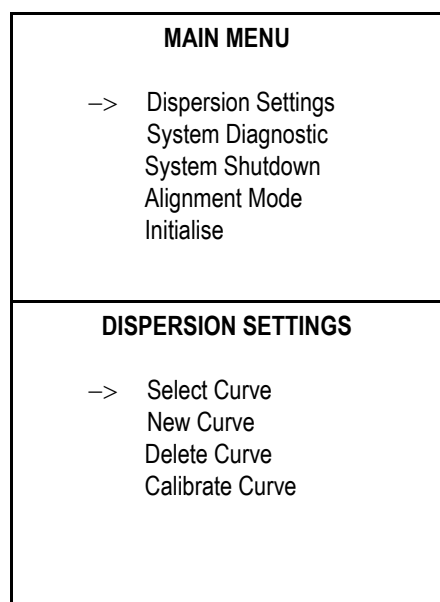 MAIN MENU
–> Dispersion Settings
System Diagnostic
System Shutdown
Alignment Mode
Initialise
DISPERSION SETTINGS
–> Select Curve
New Curve
Delete Curve
Calibrate Curve